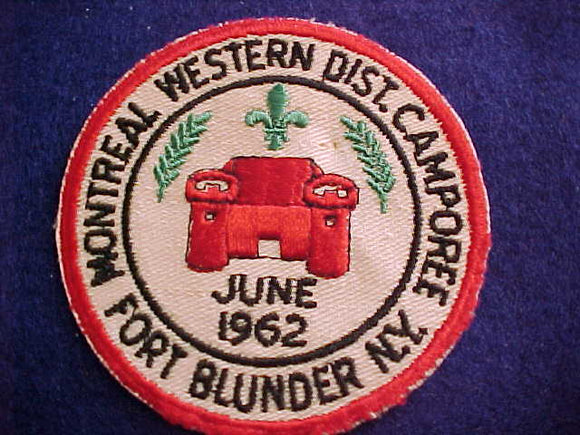 MONTREAL WESTERN DIST. CAMPOREE
JUNE
1962
FORT BLUNDER N.Y.